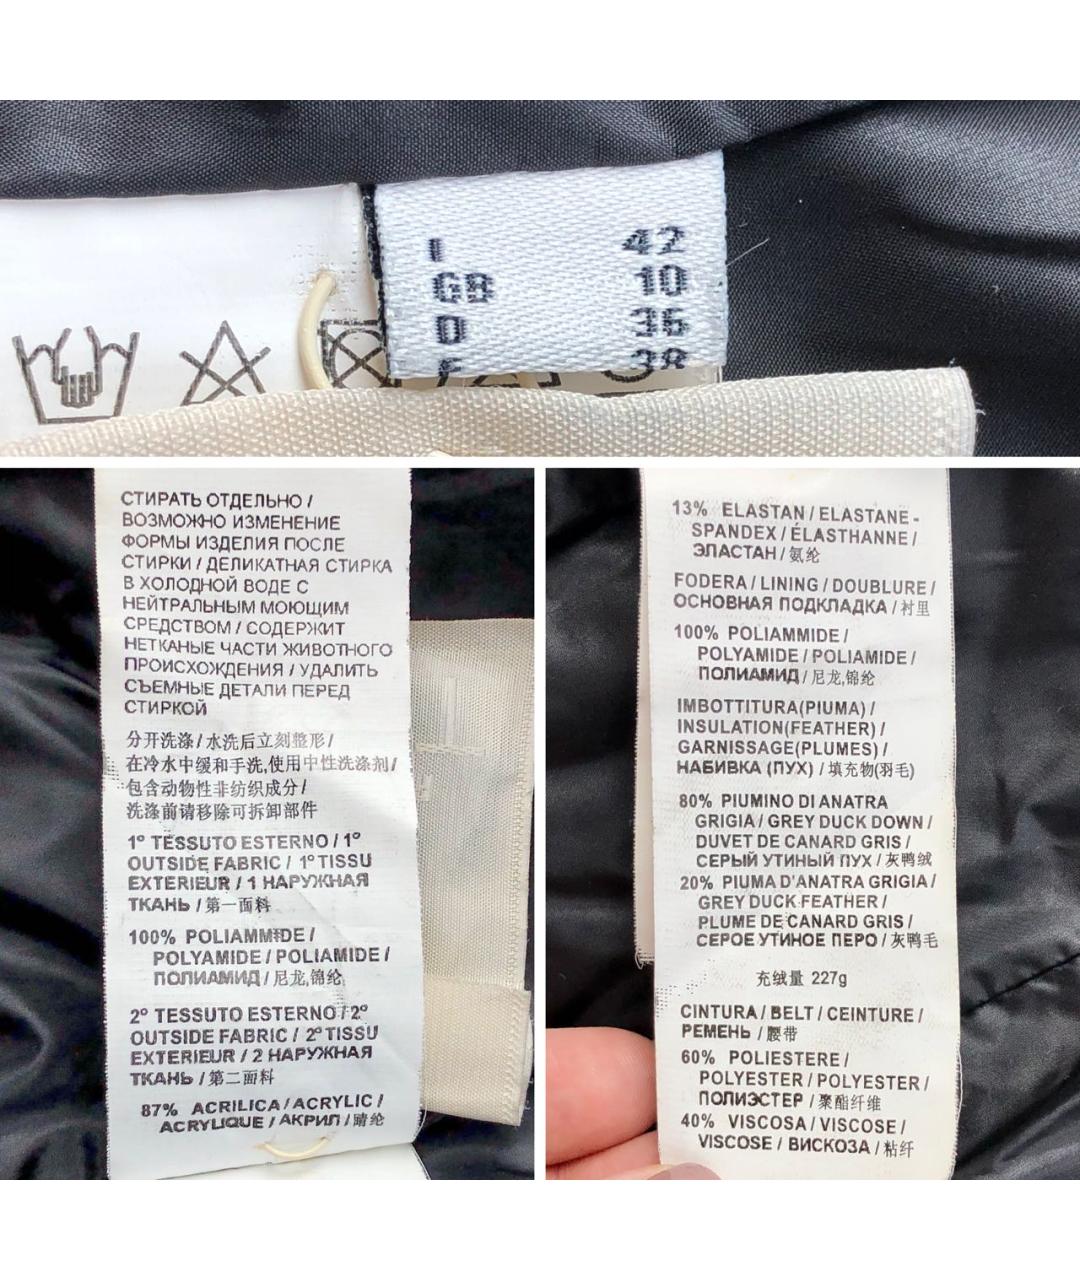 I 42
GB 10
D 36
F 38
СТИРАТЬ ОТДЕЛЬНО /
ВОЗМОЖНО ИЗМЕНЕНИЕ
ФОРМЫ ИЗДЕЛИЯ ПОСЛЕ
СТИРКИ / ДЕЛИКАТНАЯ СТИРКА
В ХОЛОДНОЙ ВОДЕ С
НЕЙТРАЛЬНЫМ МОЮЩИМ
СРЕДСТВОМ / СОДЕРЖИТ
НЕТКАНЫЕ ЧАСТИ ЖИВОТНОГО
ПРОИСХОЖДЕНИЯ / УДАЛИТЬ
СЪЕМНЫЕ ДЕТАЛИ ПЕРЕД
СТИРКОЙ
分开洗涤 / 水洗后立刻整形 /
在冷水中缓和手洗,使用中性洗涤剂 /
包含动物性非纺织成分 /
洗涤前请移除可拆卸部件
1° TESSUTO ESTERNO / 1°
OUTSIDE FABRIC / 1° TISSU
EXTERIEUR / 1 НАРУЖНАЯ
ТКАНЬ / 第一面料
100% POLIAMMIDE /
POLYAMIDE / POLIAMIDE /
ПОЛИАМИД / 尼龙,锦纶
2° TESSUTO ESTERNO / 2°
OUTSIDE FABRIC / 2° TISSU
EXTERIEUR / 2 НАРУЖНАЯ
ТКАНЬ / 第二面料
87% ACRILICA / ACRYLIC /
ACRYLIQUE / АКРИЛ / 腈纶
13% ELASTAN / ELASTANE -
SPANDEX / ÉLASTHANNE /
ЭЛАСТАН / 氨纶
FODERA / LINING / DOUBLURE /
ОСНОВНАЯ ПОДКЛАДКА / 衬里
100% POLIAMMIDE /
POLYAMIDE / POLIAMIDE /
ПОЛИАМИД / 尼龙,锦纶
IMBOTTITURA(PIUMA) /
INSULATION(FEATHER) /
GARNISSAGE(PLUMES) /
НАБИВКА (ПУХ) / 填充物(羽毛)
80% PIUMINO DI ANATRA
GRIGIA / GREY DUCK DOWN /
DUVET DE CANARD GRIS /
СЕРЫЙ УТИНЫЙ ПУХ / 灰鸭绒
20% PIUMA D'ANATRA GRIGIA /
GREY DUCK FEATHER /
PLUME DE CANARD GRIS /
СЕРОЕ УТИНОЕ ПЕРО / 灰鸭毛
充绒量 227g
CINTURA / BELT / CEINTURE /
РЕМЕНЬ / 腰带
60% POLIESTERE /
POLYESTER / POLYESTER /
ПОЛИЭСТЕР / 聚酯纤维
40% VISCOSA / VISCOSE /
VISCOSE / ВИСКОЗА / 粘纤